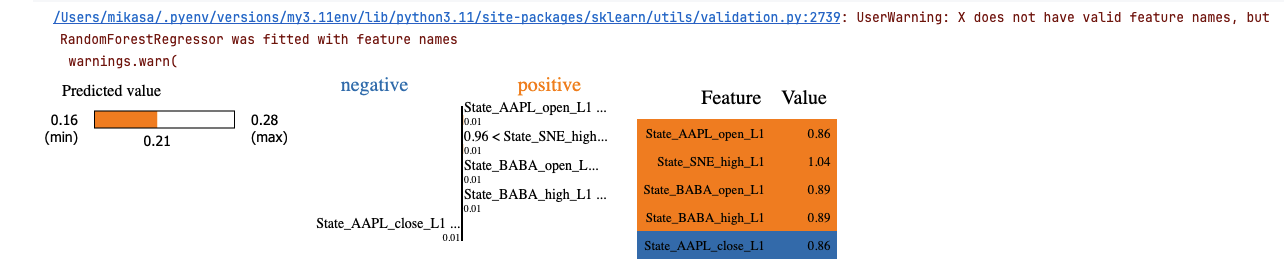 /Users/mikasa/.pyenv/versions/my3.11env/lib/python3.11/site-packages/sklearn/utils/validation.py:2739: UserWarning: X does not have valid feature names, but
RandomForestRegressor was fitted with feature names
warnings.warn(
Predicted value
0.16
(min)
0.21
0.28
(max)
negative
positive
State_AAPL_open_L1 ...
0.01
0.96 < State_SNE_high...
0.01
State_BABA_open_L...
0.01
State_BABA_high_L1 ...
0.01
State_AAPL_close_L1 ...
0.01
Feature Value
State_AAPL_open_L1 0.86
State_SNE_high_L1 1.04
State_BABA_open_L1 0.89
State_BABA_high_L1 0.89
State_AAPL_close_L1 0.86